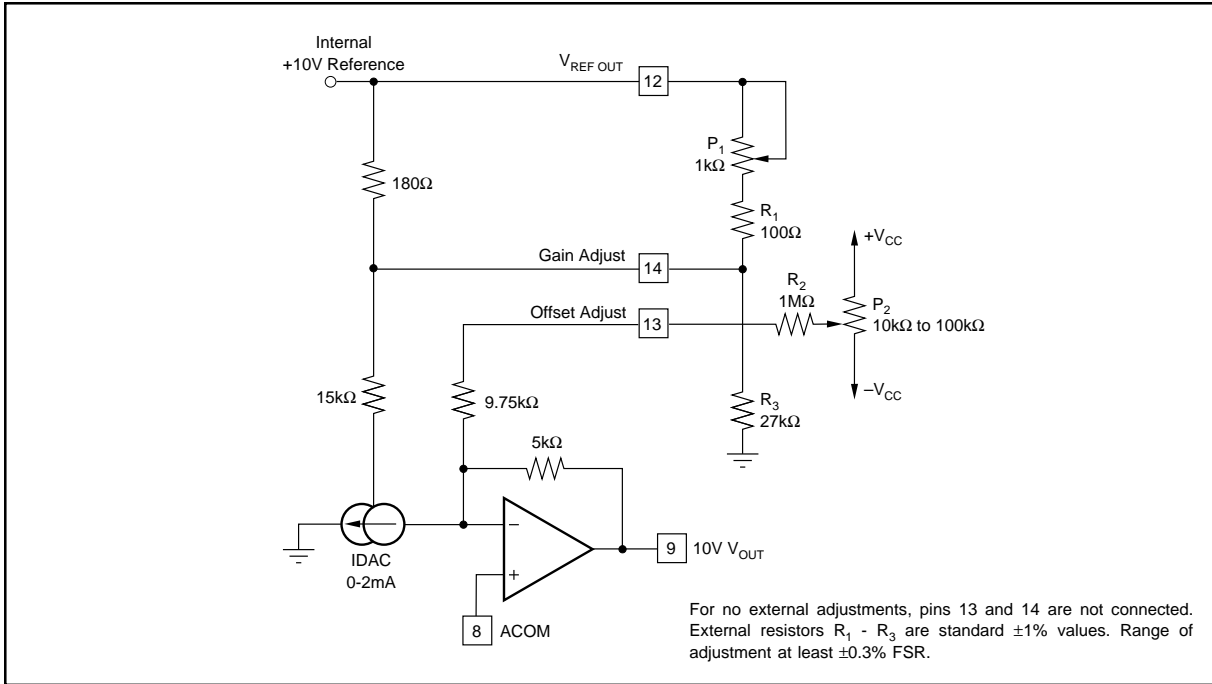 Internal
+10V Reference
V_REF OUT
12
P1
1kΩ
180Ω
R1
100Ω
+VCC
Gain Adjust
14
R2
1MΩ
P2
10kΩ to 100kΩ
Offset Adjust
13
–VCC
15kΩ
9.75kΩ
R3
27kΩ
5kΩ
–
+
IDAC
0-2mA
9
10V VOUT
8
ACOM
For no external adjustments, pins 13 and 14 are not connected.
External resistors R1 - R3 are standard ±1% values. Range of
adjustment at least ±0.3% FSR.